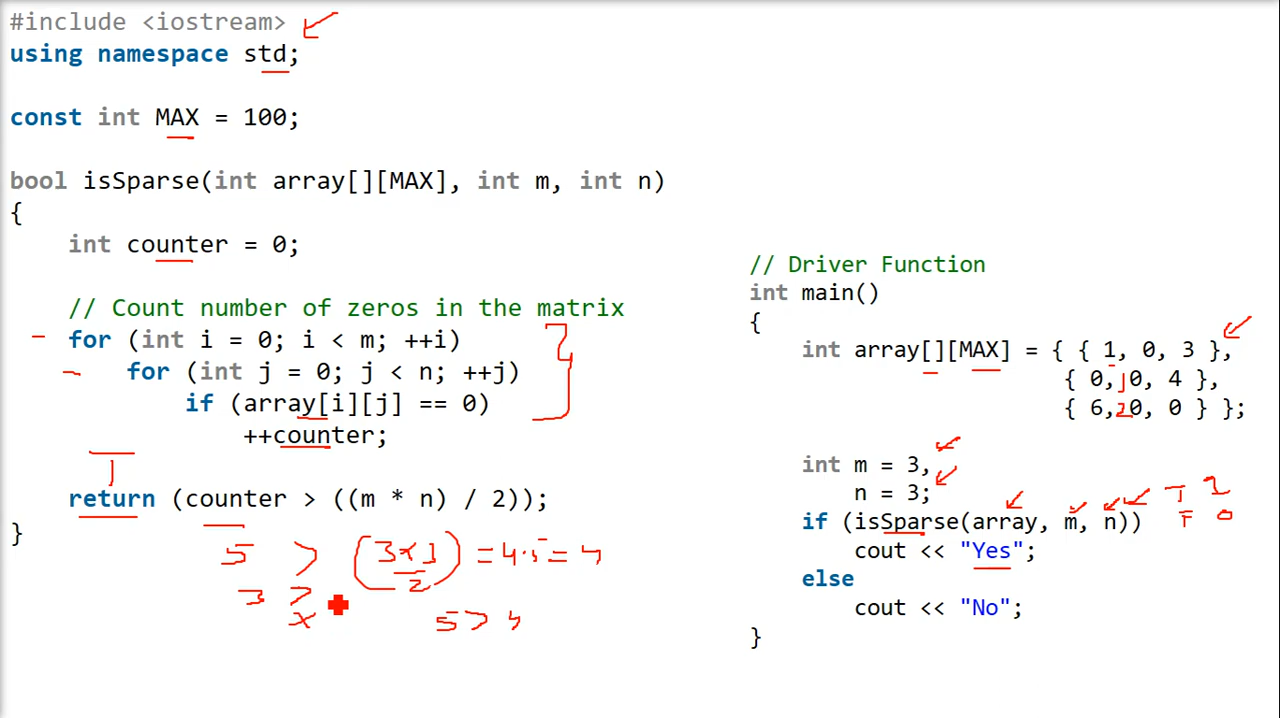 #include <iostream>
using namespace std;
const int MAX = 100;
bool isSparse(int array[][MAX], int m, int n)
{
int counter = 0;
// Count number of zeros in the matrix
for (int i = 0; i < m; ++i)
for (int j = 0; j < n; ++j)
if (array[i][j] == 0)
++counter;
return (counter > ((m * n) / 2));
}
5 > (3x3/2) = 4.5 = 4
3 >
x
5 > 4
// Driver Function
int main()
{
int array[][MAX] = { { 1, 0, 3 },
{ 0, 0, 4 },
{ 6, 0, 0 } };
int m = 3,
n = 3;
if (isSparse(array, m, n))
cout << "Yes";
else
cout << "No";
}
T 1
F 0